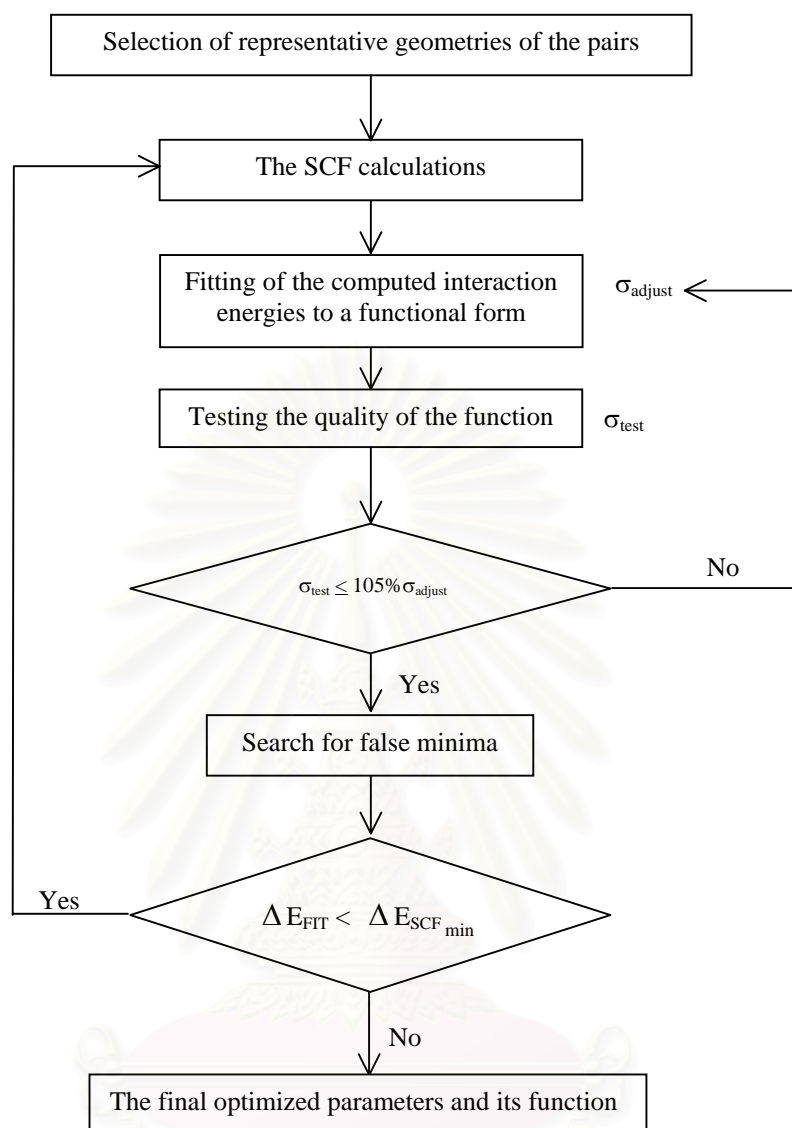 Selection of representative geometries of the pairs
The SCF calculations
Fitting of the computed interaction
energies to a functional form
σadjust
Testing the quality of the function
σtest
σtest ≤ 105%σadjust
No
Yes
Search for false minima
Yes
Δ EFIT < Δ ESCF min
No
The final optimized parameters and its function